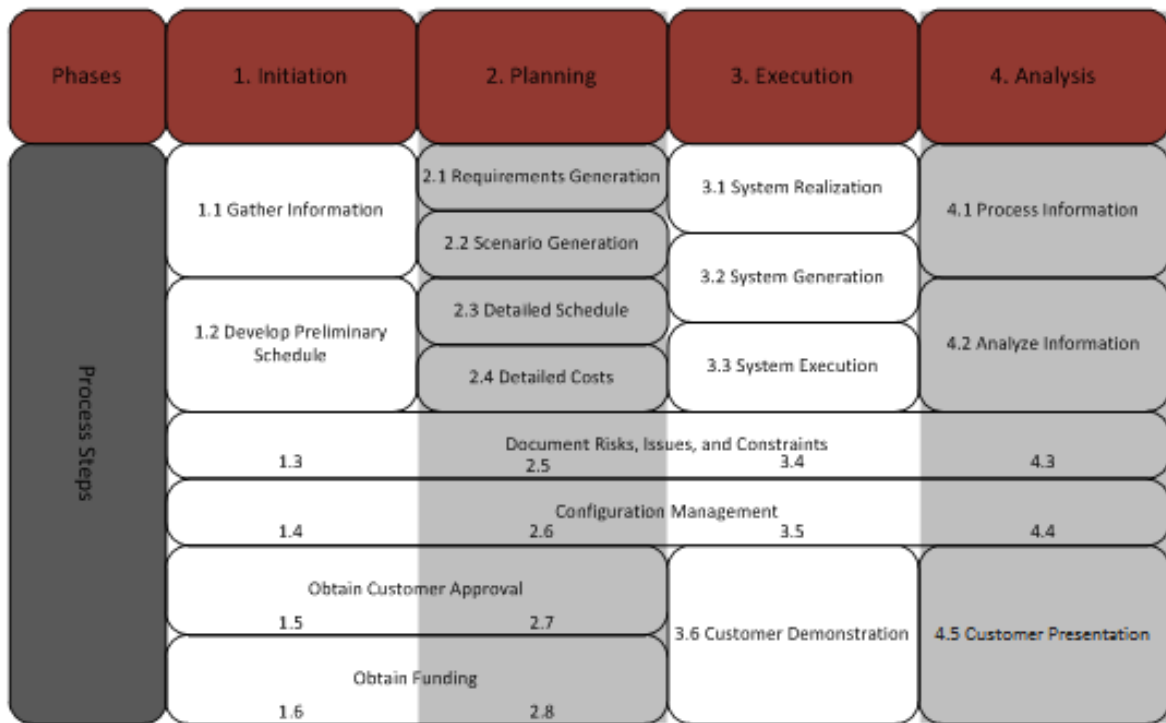 Phases
1. Initiation
2. Planning
3. Execution
4. Analysis
Process Steps
1.1 Gather Information
1.2 Develop Preliminary
Schedule
2.1 Requirements Generation
2.2 Scenario Generation
2.3 Detailed Schedule
2.4 Detailed Costs
3.1 System Realization
3.2 System Generation
3.3 System Execution
4.1 Process Information
4.2 Analyze Information
Document Risks, Issues, and Constraints
1.3
2.5
3.4
4.3
Configuration Management
1.4
2.6
3.5
4.4
Obtain Customer Approval
1.5
2.7
Obtain Funding
1.6
2.8
3.6 Customer Demonstration
4.5 Customer Presentation